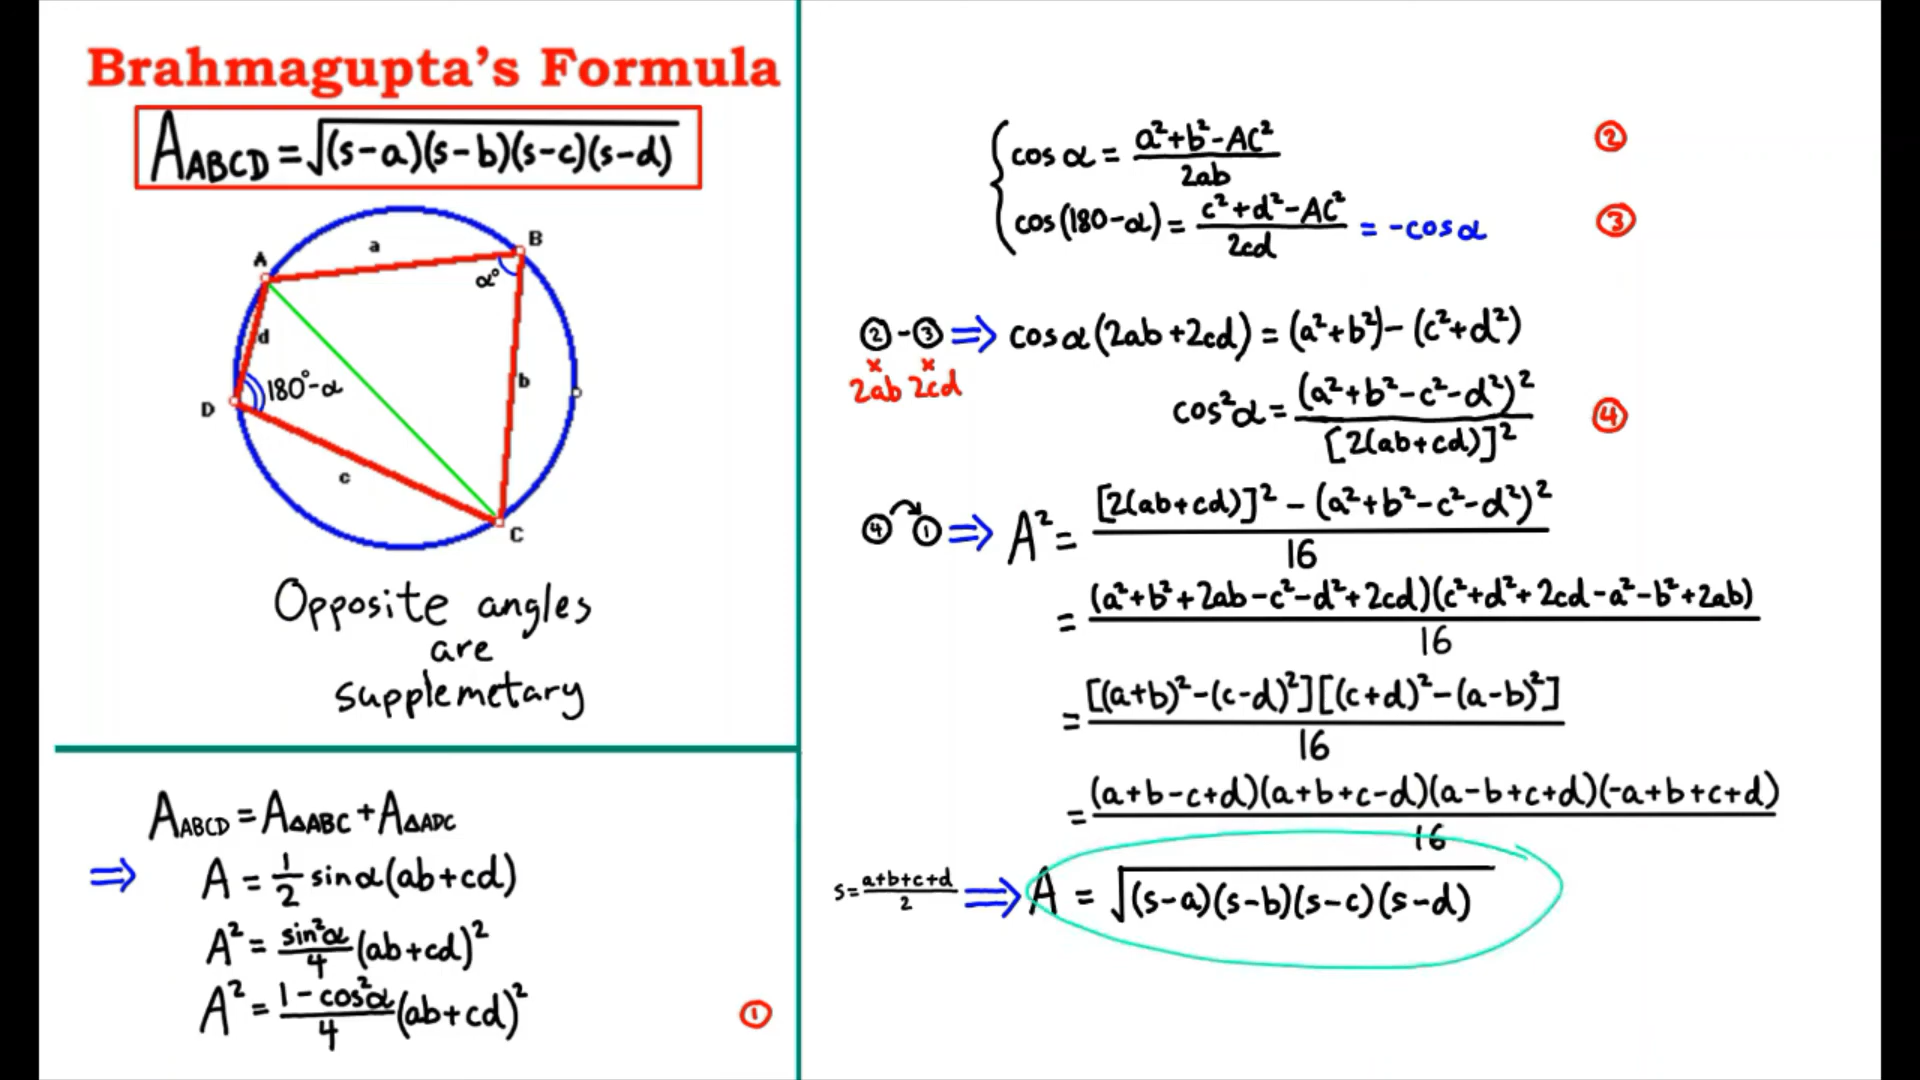 Brahmagupta's Formula
A_ABCD = √(s-a)(s-b)(s-c)(s-d)
a
B
A
α°
d
b
180°-α
D
c
C
Opposite angles
are
supplemetary
A_ABCD = A_ΔABC + A_ΔADC
⇒ A = 1/2 sinα(ab+cd)
A² = sin²α/4 (ab+cd)²
A² = (1-cos²α)/4 (ab+cd)² ①
cosα = (a²+b²-AC²)/2ab ②
cos(180-α) = (c²+d²-AC²)/2cd = -cosα ③
②-③ ⇒ cosα(2ab+2cd) = (a²+b²)-(c²+d²)
× ×
2ab 2cd
cos²α = (a²+b²-c²-d²)²/[2(ab+cd)]² ④
④ ① ⇒ A² = ([2(ab+cd)]² - (a²+b²-c²-d²)²)/16
= (a²+b²+2ab-c²-d²+2cd)(c²+d²+2cd-a²-b²+2ab)/16
= [(a+b)²-(c-d)²][(c+d)²-(a-b)²]/16
= (a+b-c+d)(a+b+c-d)(a-b+c+d)(-a+b+c+d)/16
s=(a+b+c+d)/2 ⇒ A = √(s-a)(s-b)(s-c)(s-d)